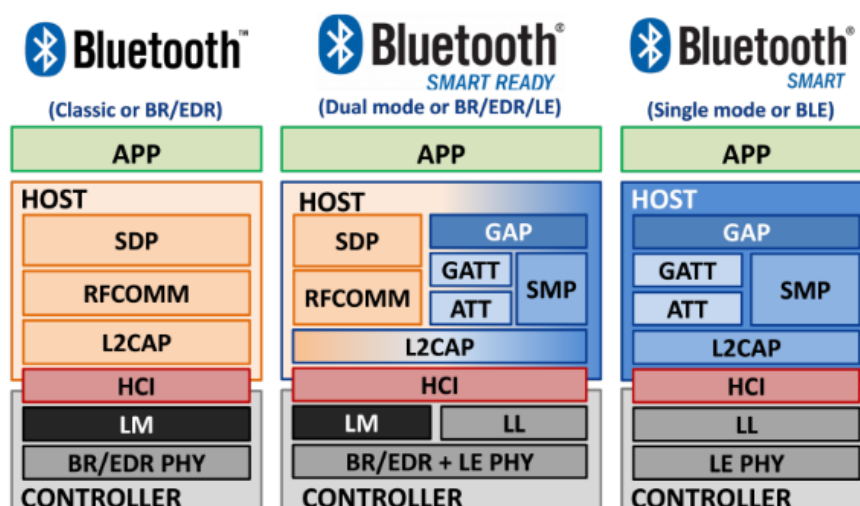 Bluetooth™
(Classic or BR/EDR)
APP
HOST
SDP
RFCOMM
L2CAP
HCI
LM
BR/EDR PHY
CONTROLLER
Bluetooth®
SMART READY
(Dual mode or BR/EDR/LE)
APP
HOST
SDP
GAP
RFCOMM
GATT
ATT
SMP
L2CAP
HCI
LM
LL
BR/EDR + LE PHY
CONTROLLER
Bluetooth®
SMART
(Single mode or BLE)
APP
HOST
GAP
GATT
ATT
SMP
L2CAP
HCI
LL
LE PHY
CONTROLLER